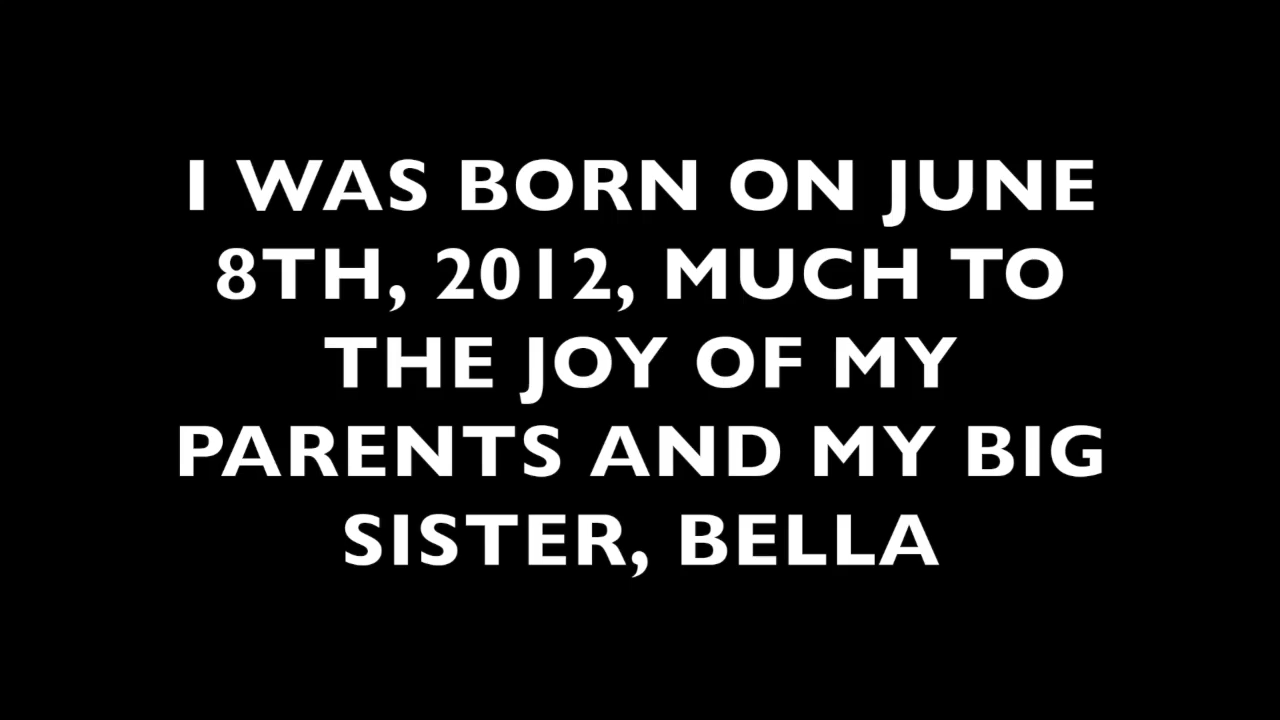 I WAS BORN ON JUNE
8TH, 2012, MUCH TO
THE JOY OF MY
PARENTS AND MY BIG
SISTER, BELLA